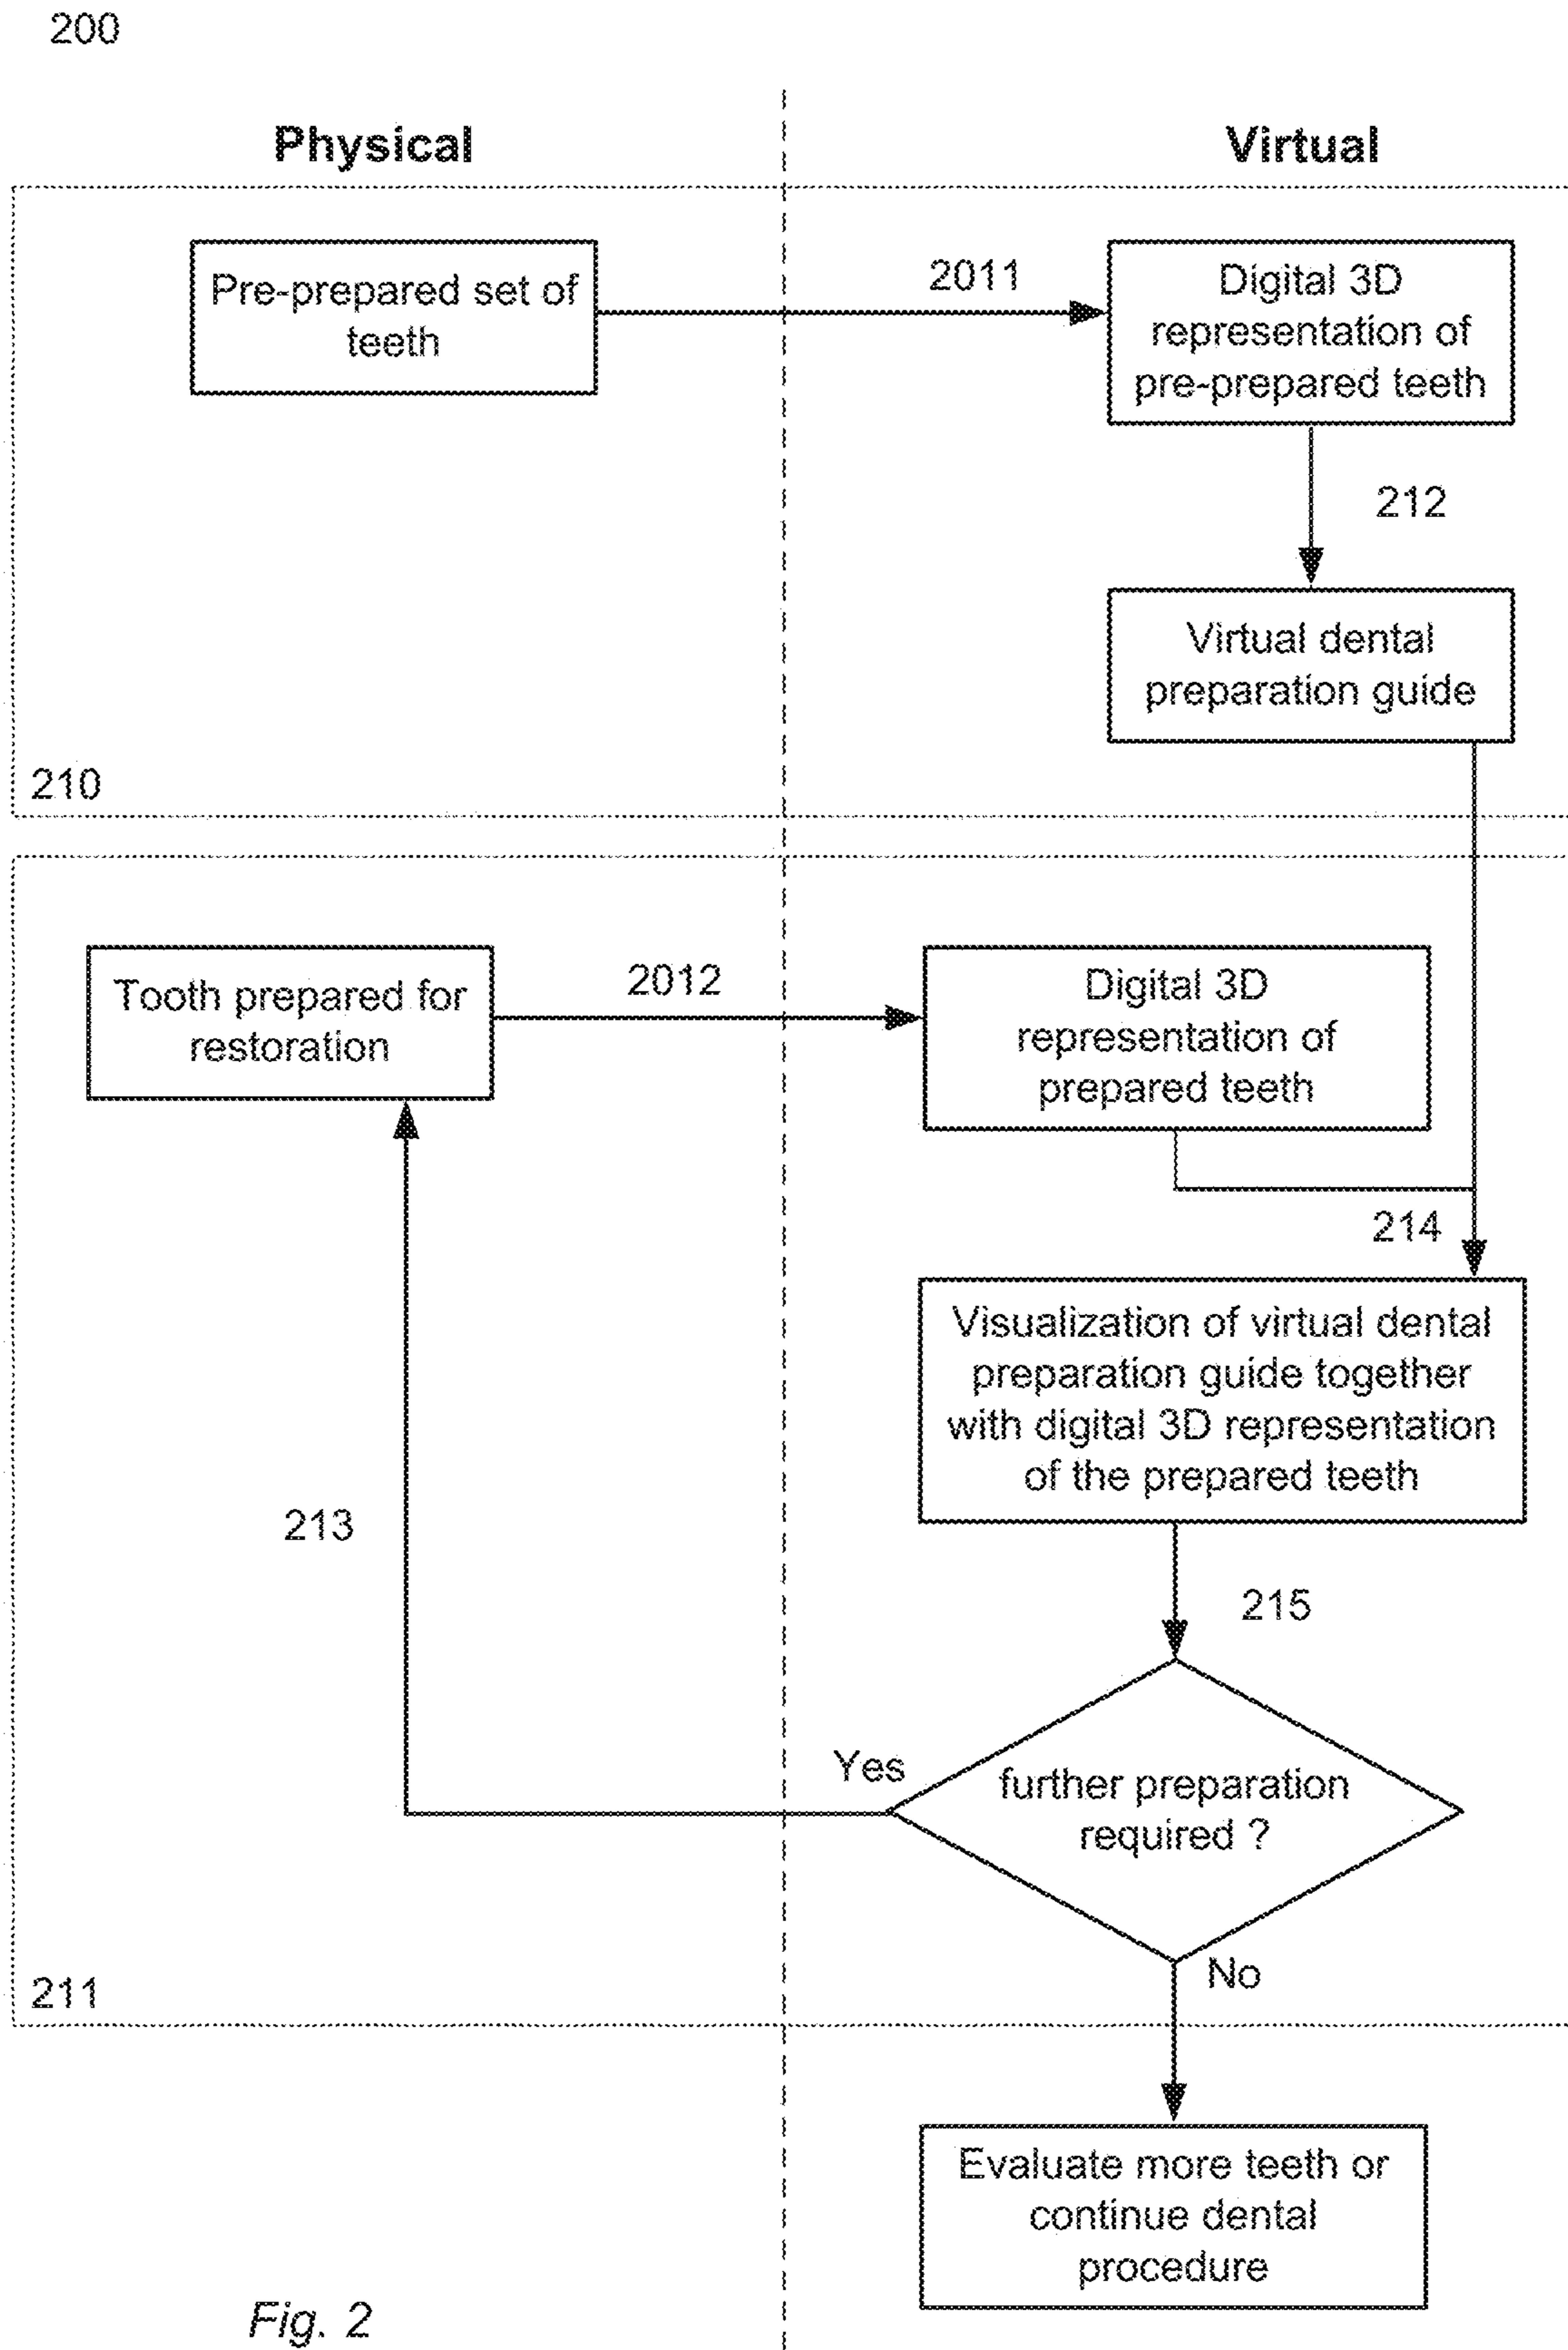 200
Physical
Virtual
Pre-prepared set of
teeth
2011
Digital 3D
representation of
pre-prepared teeth
212
Virtual dental
preparation guide
210
Tooth prepared for
restoration
2012
Digital 3D
representation of
prepared teeth
214
Visualization of virtual dental
preparation guide together
with digital 3D representation
of the prepared teeth
213
215
Yes
further preparation
required ?
No
211
Evaluate more teeth or
continue dental
procedure
Fig. 2